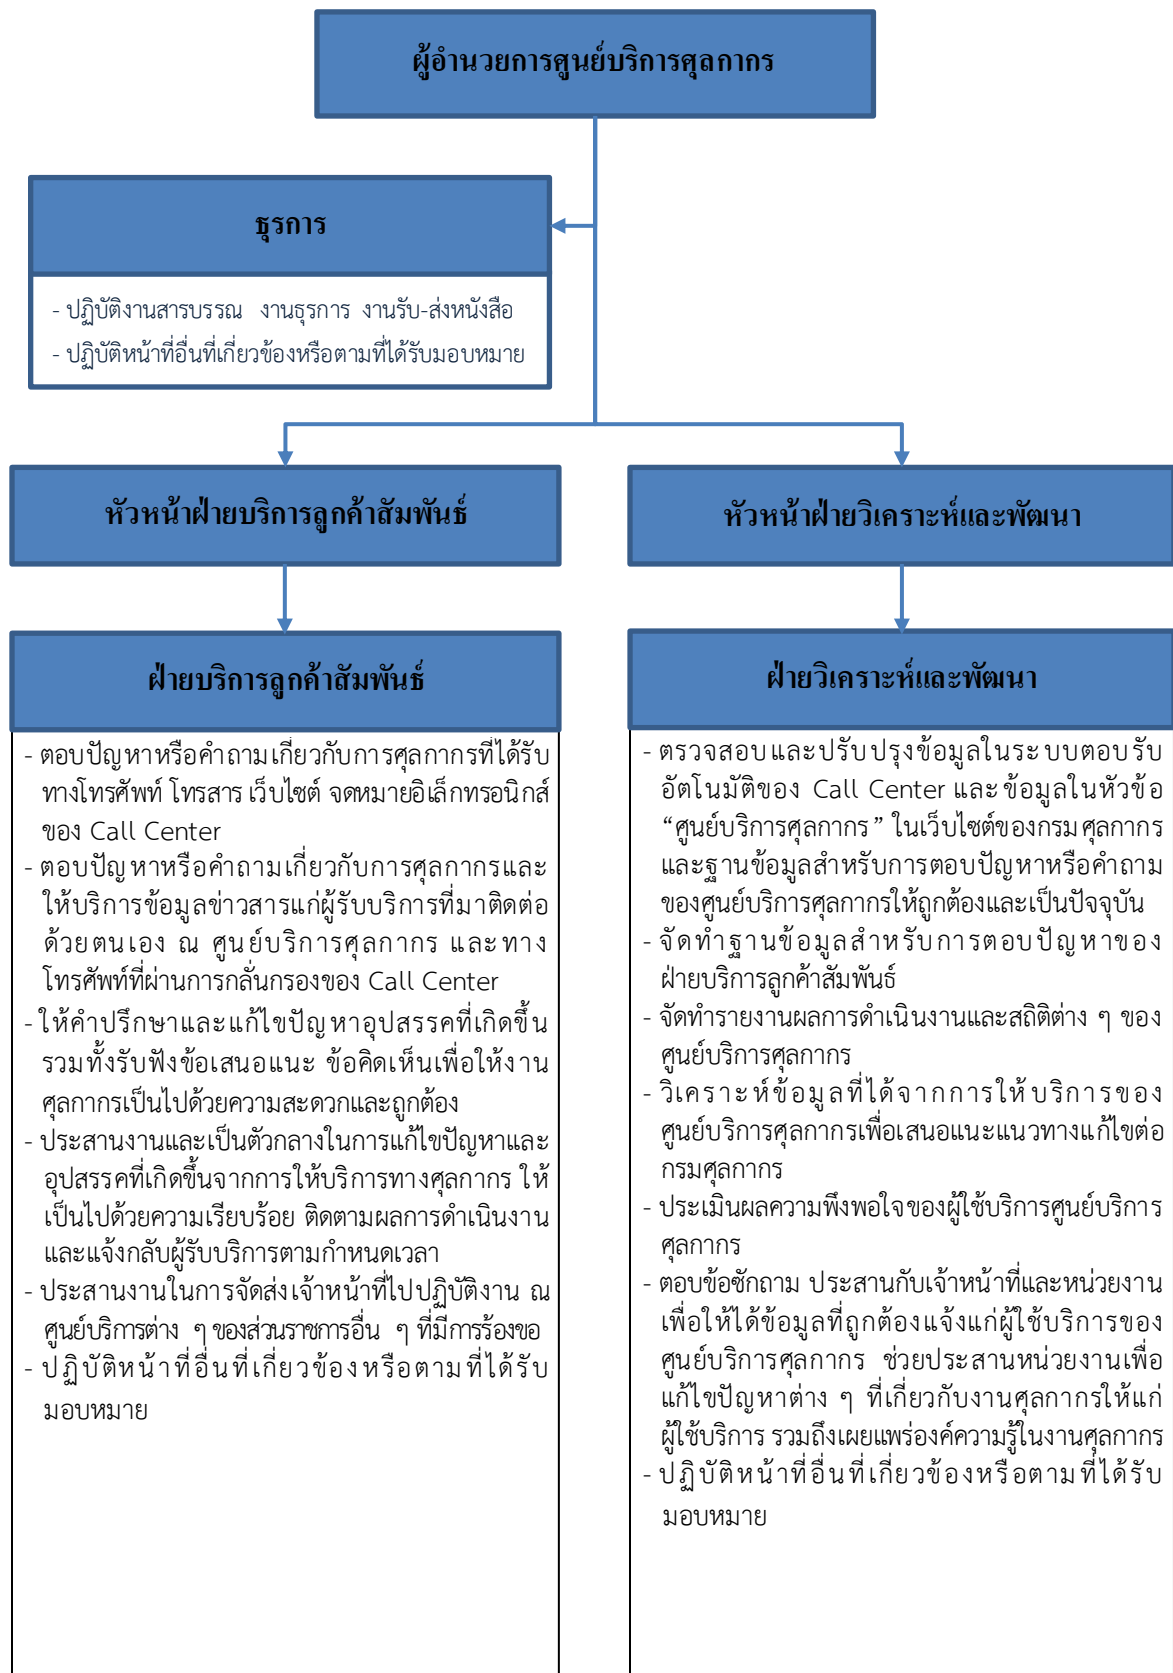 ผู้อำนวยการศูนย์บริการศุลกากร
ธุรการ
- ปฏิบัติงานสารบรรณ งานธุรการ งานรับ-ส่งหนังสือ
- ปฏิบัติหน้าที่อื่นที่เกี่ยวข้องหรือตามที่ได้รับมอบหมาย
หัวหน้าฝ่ายบริการลูกค้าสัมพันธ์
ฝ่ายบริการลูกค้าสัมพันธ์
- ตอบปัญหาหรือคำถามเกี่ยวกับการศุลกากรที่ได้รับ
ทางโทรศัพท์ โทรสาร เว็บไซต์ จดหมายอิเล็กทรอนิกส์
ของ Call Center
- ตอบปัญหาหรือคำถามเกี่ยวกับการศุลกากรและ
ให้บริการข้อมูลข่าวสารแก่ผู้รับบริการที่มาติดต่อ
ด้วยตนเอง ณ ศูนย์บริการศุลกากร และทาง
โทรศัพท์ที่ผ่านการกลั่นกรองของ Call Center
- ให้คำปรึกษาและแก้ไขปัญหาอุปสรรคที่เกิดขึ้น
รวมทั้งรับฟังข้อเสนอแนะ ข้อคิดเห็นเพื่อให้งาน
ศุลกากรเป็นไปด้วยความสะดวกและถูกต้อง
- ประสานงานและเป็นตัวกลางในการแก้ไขปัญหาและ
อุปสรรคที่เกิดขึ้นจากการให้บริการทางศุลกากร ให้
เป็นไปด้วยความเรียบร้อย ติดตามผลการดำเนินงาน
และแจ้งกลับผู้รับบริการตามกำหนดเวลา
- ประสานงานในการจัดส่งเจ้าหน้าที่ไปปฏิบัติงาน ณ
ศูนย์บริการต่าง ๆ ของส่วนราชการอื่น ๆ ที่มีการร้องขอ
- ปฏิบัติหน้าที่อื่นที่เกี่ยวข้องหรือตามที่ได้รับ
มอบหมาย
หัวหน้าฝ่ายวิเคราะห์และพัฒนา
ฝ่ายวิเคราะห์และพัฒนา
- ตรวจสอบและปรับปรุงข้อมูลในระบบตอบรับ
อัตโนมัติของ Call Center และข้อมูลในหัวข้อ
“ศูนย์บริการศุลกากร” ในเว็บไซต์ของกรมศุลกากร
และฐานข้อมูลสำหรับการตอบปัญหาหรือคำถาม
ของศูนย์บริการศุลกากรให้ถูกต้องและเป็นปัจจุบัน
- จัดทำฐานข้อมูลสำหรับการตอบปัญหาของ
ฝ่ายบริการลูกค้าสัมพันธ์
- จัดทำรายงานผลการดำเนินงานและสถิติต่าง ๆ ของ
ศูนย์บริการศุลกากร
- วิเคราะห์ข้อมูลที่ได้จากการให้บริการของ
ศูนย์บริการศุลกากรเพื่อเสนอแนะแนวทางแก้ไขต่อ
กรมศุลกากร
- ประเมินผลความพึงพอใจของผู้ใช้บริการศูนย์บริการ
ศุลกากร
- ตอบข้อซักถาม ประสานกับเจ้าหน้าที่และหน่วยงาน
เพื่อให้ได้ข้อมูลที่ถูกต้องแจ้งแก่ผู้ใช้บริการของ
ศูนย์บริการศุลกากร ช่วยประสานหน่วยงานเพื่อ
แก้ไขปัญหาต่าง ๆ ที่เกี่ยวกับงานศุลกากรให้แก่
ผู้ใช้บริการ รวมถึงเผยแพร่องค์ความรู้ในงานศุลกากร
- ปฏิบัติหน้าที่อื่นที่เกี่ยวข้องหรือตามที่ได้รับ
มอบหมาย